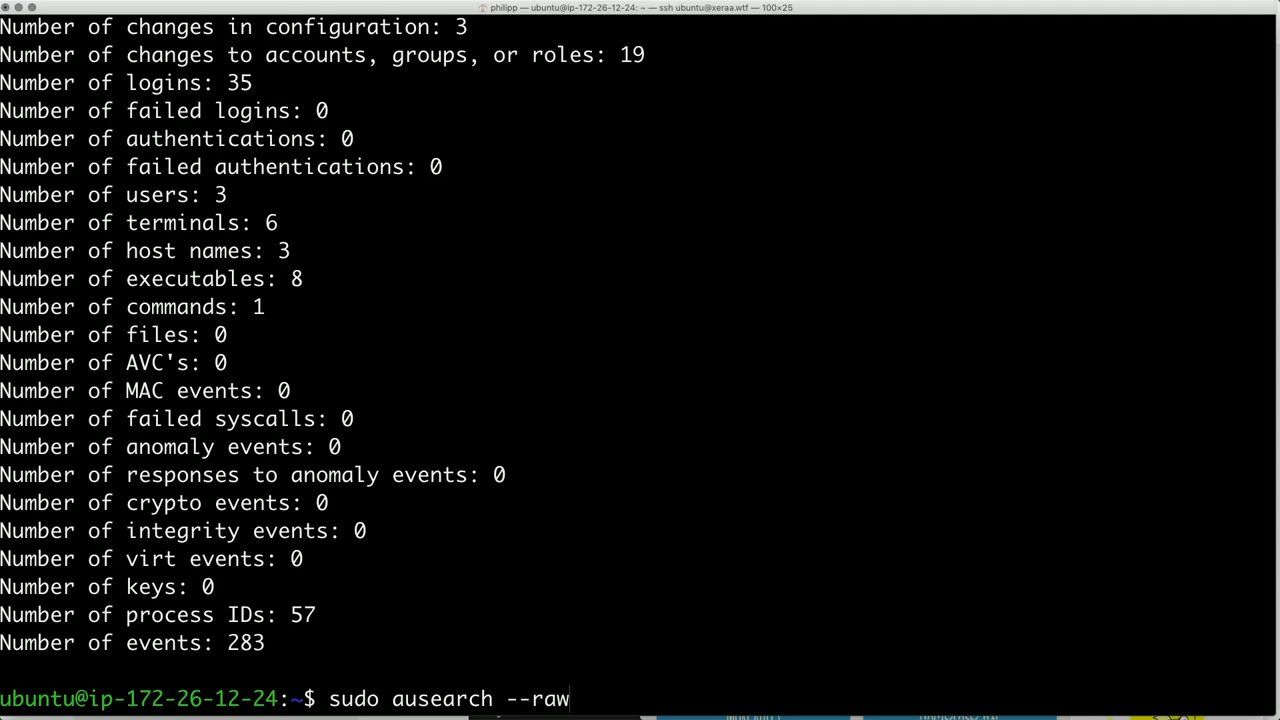 philipp — ubuntu@ip-172-26-12-24: ~ — ssh ubuntu@xeraa.wtf — 100×25
Number of changes in configuration: 3
Number of changes to accounts, groups, or roles: 19
Number of logins: 35
Number of failed logins: 0
Number of authentications: 0
Number of failed authentications: 0
Number of users: 3
Number of terminals: 6
Number of host names: 3
Number of executables: 8
Number of commands: 1
Number of files: 0
Number of AVC's: 0
Number of MAC events: 0
Number of failed syscalls: 0
Number of anomaly events: 0
Number of responses to anomaly events: 0
Number of crypto events: 0
Number of integrity events: 0
Number of virt events: 0
Number of keys: 0
Number of process IDs: 57
Number of events: 283
ubuntu@ip-172-26-12-24:~$ sudo ausearch --raw